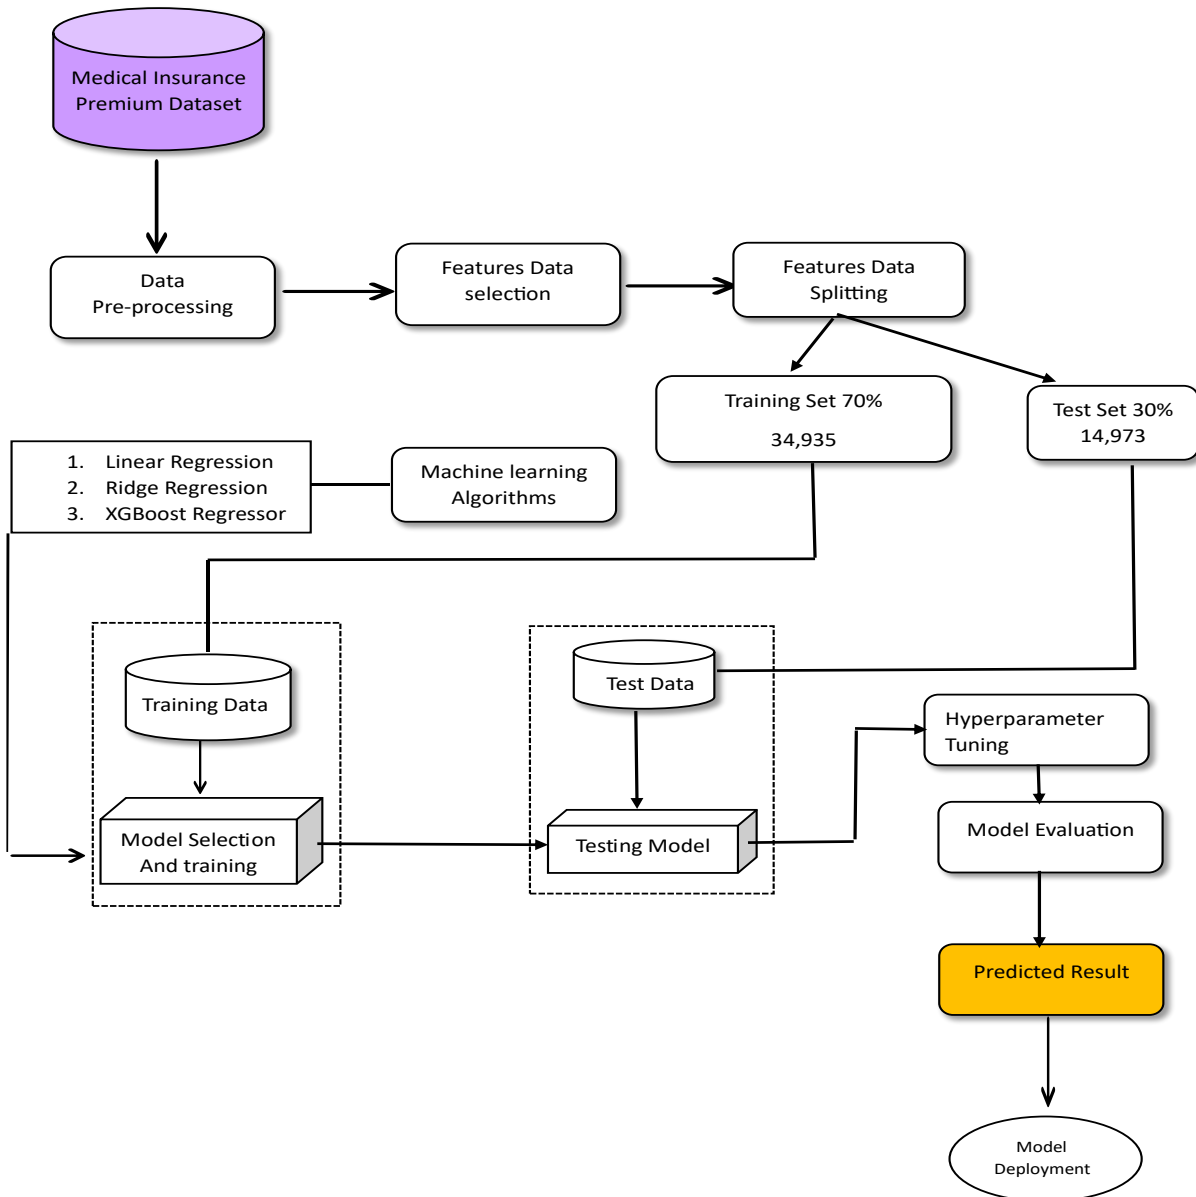 Medical Insurance
Premium Dataset
Data
Pre-processing
Features Data
selection
Features Data
Splitting
Training Set 70%
34,935
Test Set 30%
14,973
1. Linear Regression
2. Ridge Regression
3. XGBoost Regressor
Machine learning
Algorithms
Training Data
Test Data
Model Selection
And training
Testing Model
Hyperparameter
Tuning
Model Evaluation
Predicted Result
Model
Deployment